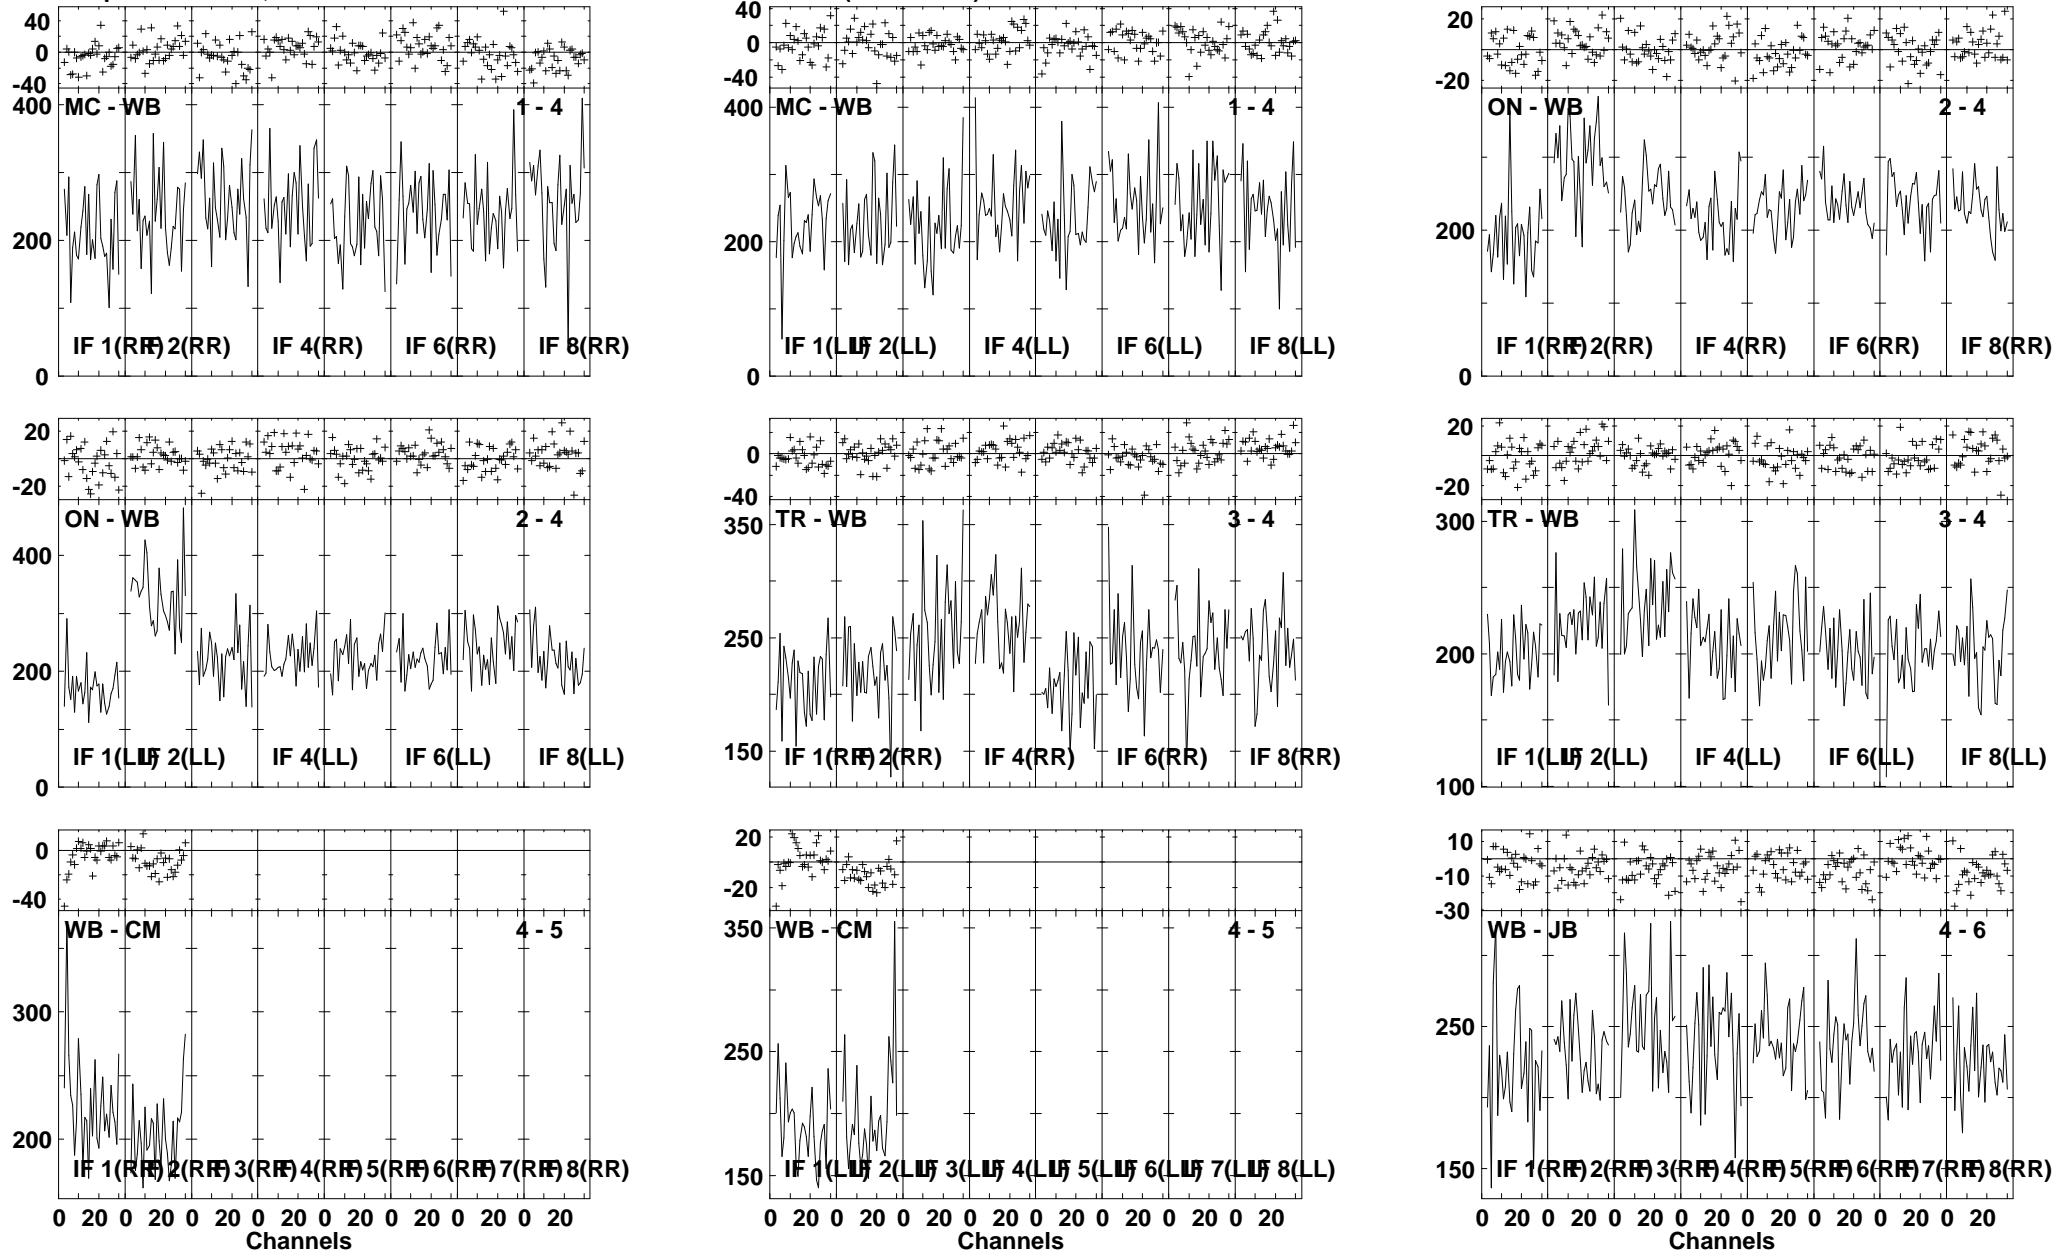 40
20
0
-40
MC - WB 1 - 4
400
200
0
IF 1(RR) IF 2(RR) IF 4(RR) IF 6(RR) IF 8(RR)
40
0
-40
MC - WB 1 - 4
400
200
0
IF 1(LL) IF 2(LL) IF 4(LL) IF 6(LL) IF 8(LL)
20
0
-20
ON - WB 2 - 4
200
0
IF 1(RR) IF 2(RR) IF 4(RR) IF 6(RR) IF 8(RR)
20
0
-20
ON - WB 2 - 4
400
200
0
IF 1(LL) IF 2(LL) IF 4(LL) IF 6(LL) IF 8(LL)
0
-40
TR - WB 3 - 4
350
250
150
IF 1(RR) IF 2(RR) IF 4(RR) IF 6(RR) IF 8(RR)
20
0
-20
TR - WB 3 - 4
300
200
100
IF 1(LL) IF 2(LL) IF 4(LL) IF 6(LL) IF 8(LL)
0
-40
WB - CM 4 - 5
300
200
IF 1(RR) IF 2(RR) IF 3(RR) IF 4(RR) IF 5(RR) IF 6(RR) IF 7(RR) IF 8(RR)
0 20 0 20 0 20 0 20 0 20 0 20 0 20 0 20
Channels
20
0
-20
WB - CM 4 - 5
350
250
150
IF 1(LL) IF 2(LL) IF 3(LL) IF 4(LL) IF 5(LL) IF 6(LL) IF 7(LL) IF 8(LL)
0 20 0 20 0 20 0 20 0 20 0 20 0 20 0 20
Channels
10
-10
-30
WB - JB 4 - 6
250
150
IF 1(RR) IF 2(RR) IF 3(RR) IF 4(RR) IF 5(RR) IF 6(RR) IF 7(RR) IF 8(RR)
0 20 0 20 0 20 0 20 0 20 0 20 0 20 0 20
Channels